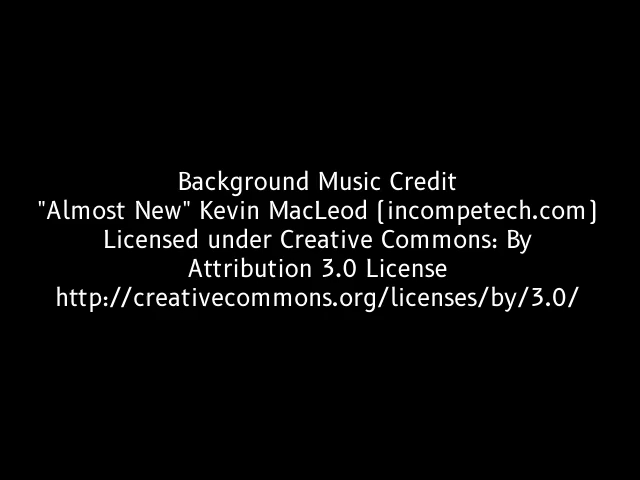 Background Music Credit
"Almost New" Kevin MacLeod (incompetech.com)
Licensed under Creative Commons: By
Attribution 3.0 License
http://creativecommons.org/licenses/by/3.0/